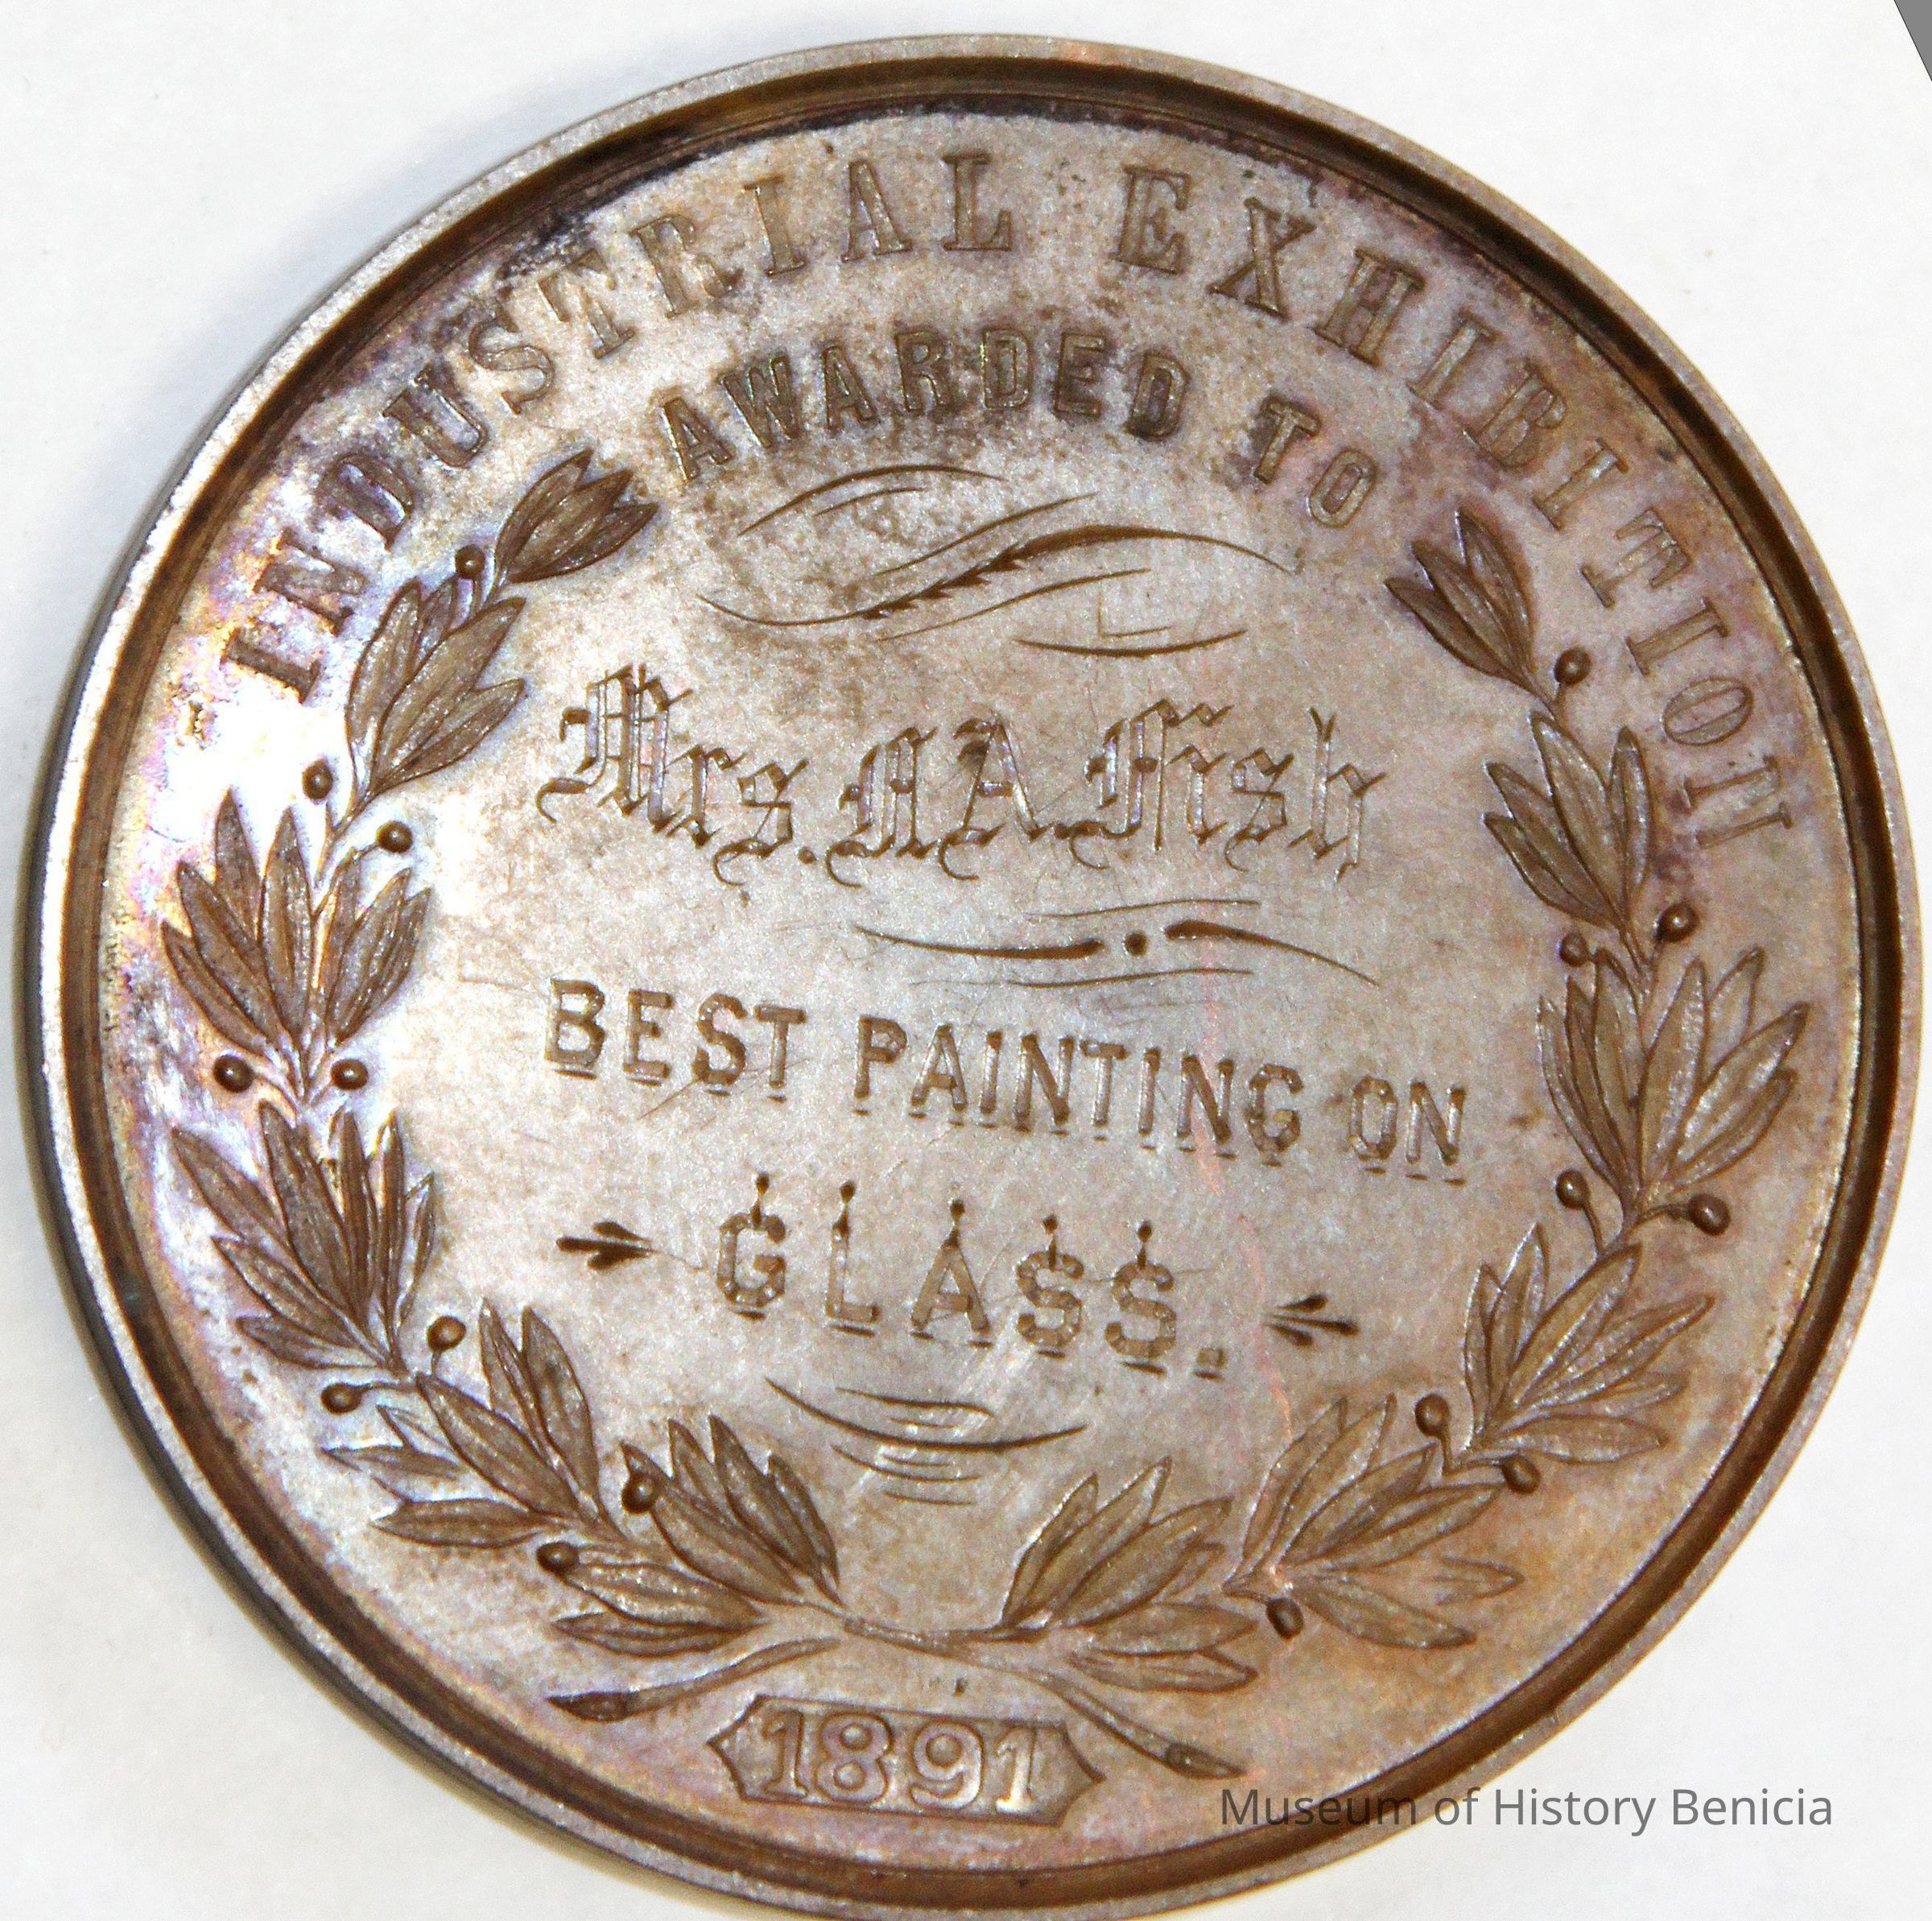 INDUSTRIAL EXHIBITION
AWARDED TO
Mrs. A. Fish
BEST PAINTING ON
GLASS.
1891
Museum of History Benicia